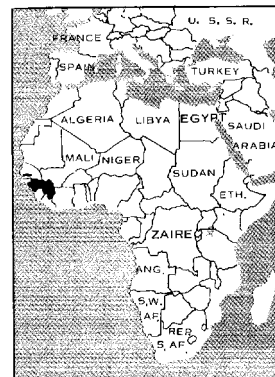 U. S. S. R.
FRANCE
SPAIN
TURKEY
ALGERIA
LIBYA
EGYPT
SAUDI
ARABIA
MALI
NIGER
SUDAN
ETH.
ZAIRE
ANG.
S.W.
AF.
REP.
S. AF.